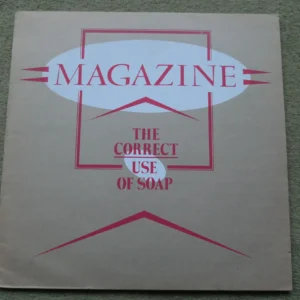 MAGAZINE
THE
CORRECT
USE
OF SOAP